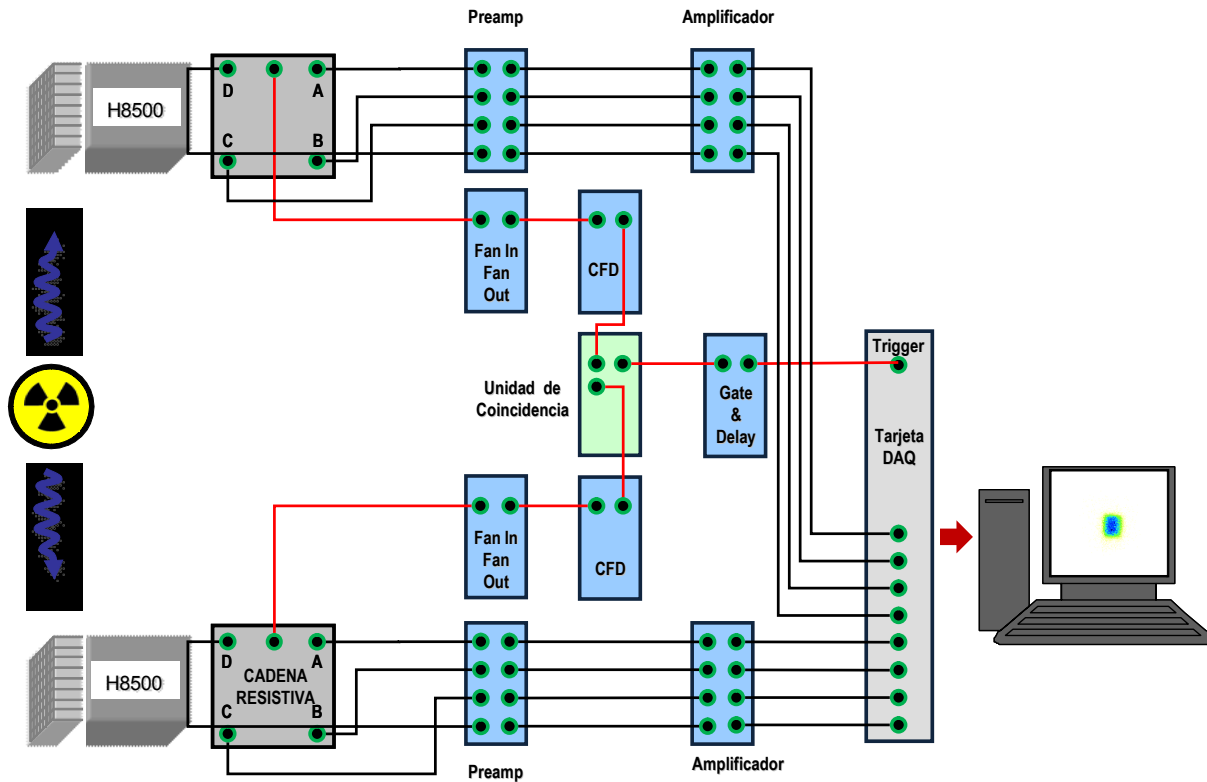 Preamp
Amplificador
H8500
D
A
C
B
Fan In
Fan
Out
CFD
Trigger
Unidad de
Coincidencia
Gate
&
Delay
Tarjeta
DAQ
Fan In
Fan
Out
CFD
H8500
D
A
CADENA
RESISTIVA
C
B
Preamp
Amplificador